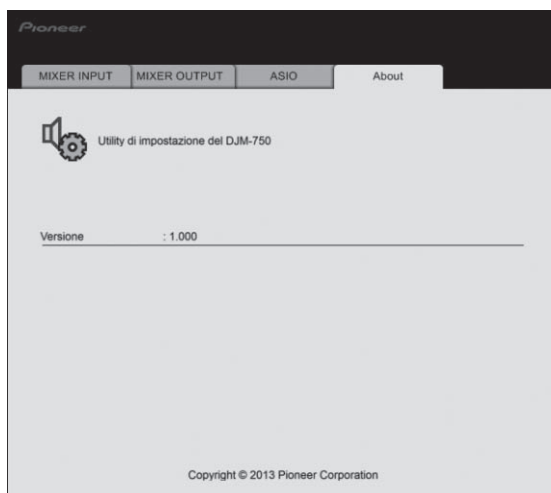 Pioneer
MIXER INPUT MIXER OUTPUT ASIO About
Utility di impostazione del DJM-750
Versione : 1.000
Copyright © 2013 Pioneer Corporation